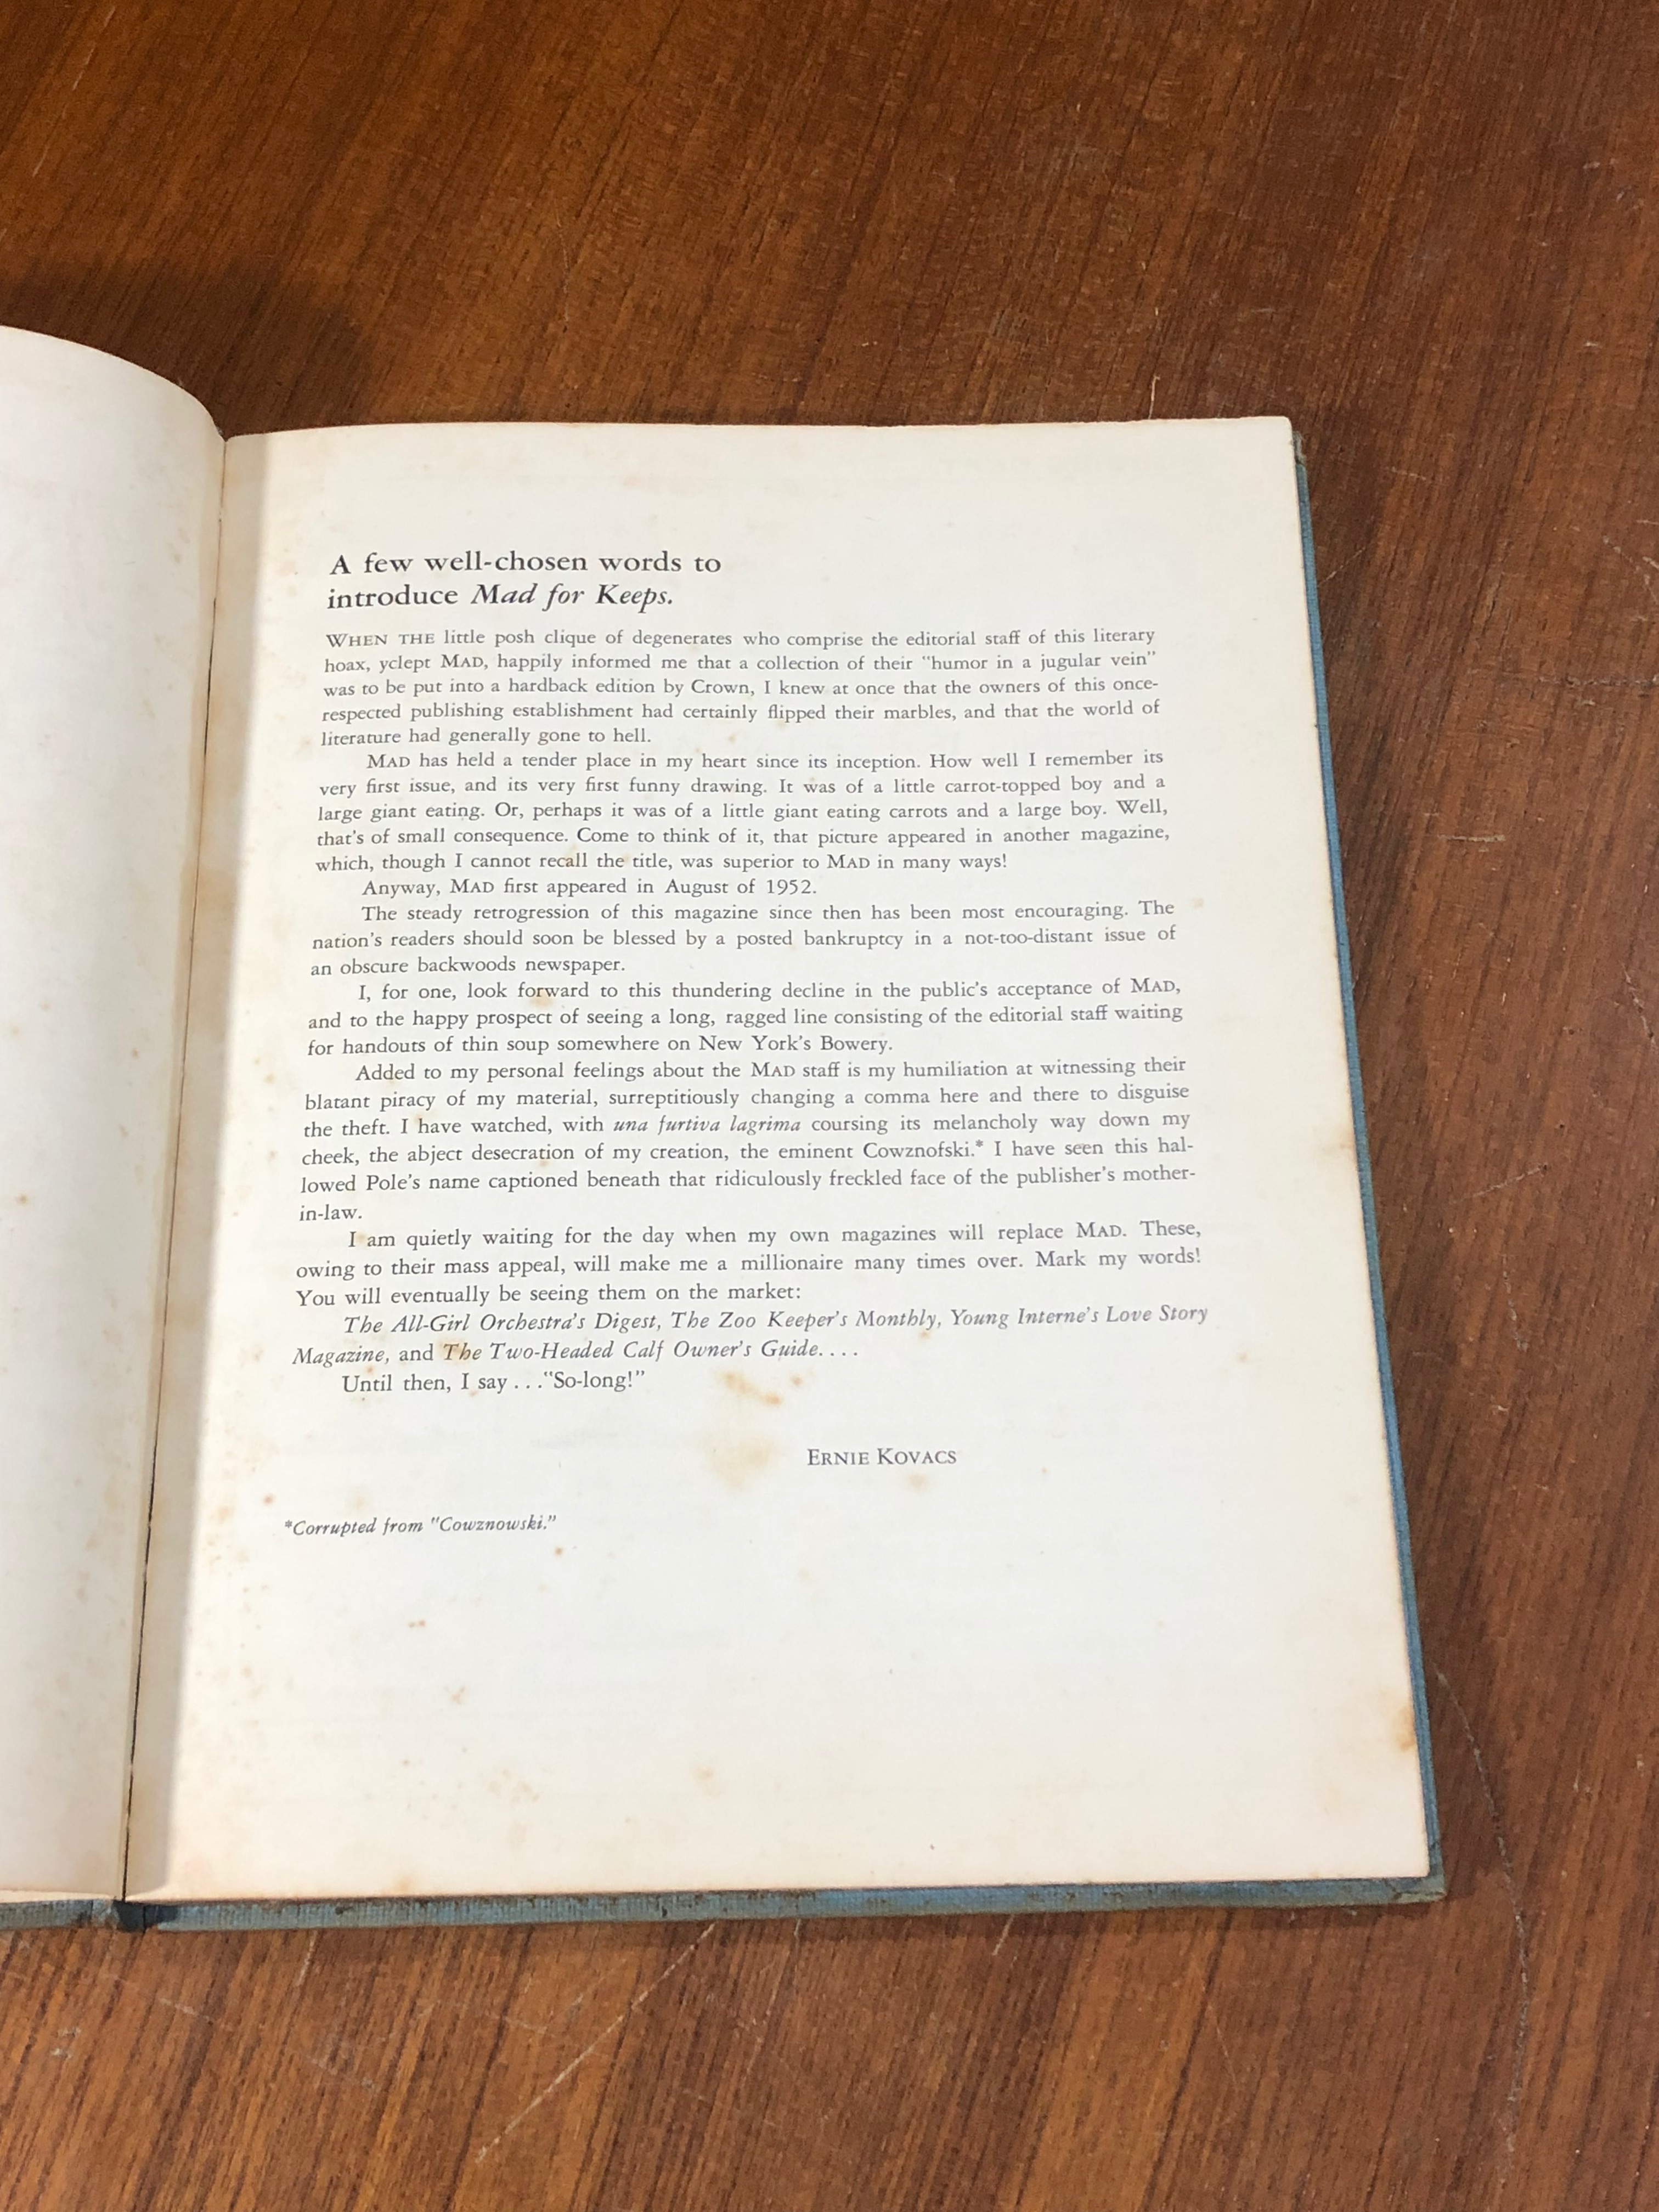 A few well-chosen words to
introduce Mad for Keeps.
WHEN THE little posh clique of degenerates who comprise the editorial staff of this literary
hoax, yclept MAD, happily informed me that a collection of their "humor in a jugular vein"
was to be put into a hardback edition by Crown, I knew at once that the owners of this once-
respected publishing establishment had certainly flipped their marbles, and that the world of
literature had generally gone to hell.
MAD has held a tender place in my heart since its inception. How well I remember its
very first issue, and its very first funny drawing. It was of a little carrot-topped boy and a
large giant eating. Or, perhaps it was of a little giant eating carrots and a large boy. Well,
that's of small consequence. Come to think of it, that picture appeared in another magazine,
which, though I cannot recall the title, was superior to MAD in many ways!
Anyway, MAD first appeared in August of 1952.
The steady retrogression of this magazine since then has been most encouraging. The
nation's readers should soon be blessed by a posted bankruptcy in a not-too-distant issue of
an obscure backwoods newspaper.
I, for one, look forward to this thundering decline in the public's acceptance of MAD,
and to the happy prospect of seeing a long, ragged line consisting of the editorial staff waiting
for handouts of thin soup somewhere on New York's Bowery.
Added to my personal feelings about the MAD staff is my humiliation at witnessing their
blatant piracy of my material, surreptitiously changing a comma here and there to disguise
the theft. I have watched, with una furtiva lagrima coursing its melancholy way down my
cheek, the abject desecration of my creation, the eminent Cowznofski.* I have seen this hal-
lowed Pole's name captioned beneath that ridiculously freckled face of the publisher's mother-
in-law.
I am quietly waiting for the day when my own magazines will replace MAD. These,
owing to their mass appeal, will make me a millionaire many times over. Mark my words!
You will eventually be seeing them on the market:
The All-Girl Orchestra's Digest, The Zoo Keeper's Monthly, Young Interne's Love Story
Magazine, and The Two-Headed Calf Owner's Guide....
Until then, I say..."So-long!"
ERNIE KOVACS
*Corrupted from "Cowznowski."